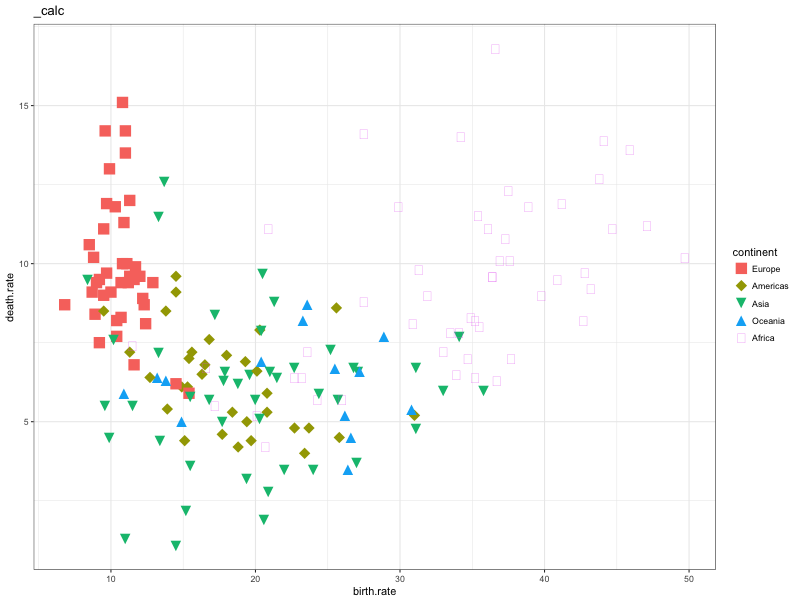 _calc
death.rate
15
10
5
10
20
30
40
50
birth.rate
continent
Europe
Americas
Asia
Oceania
Africa